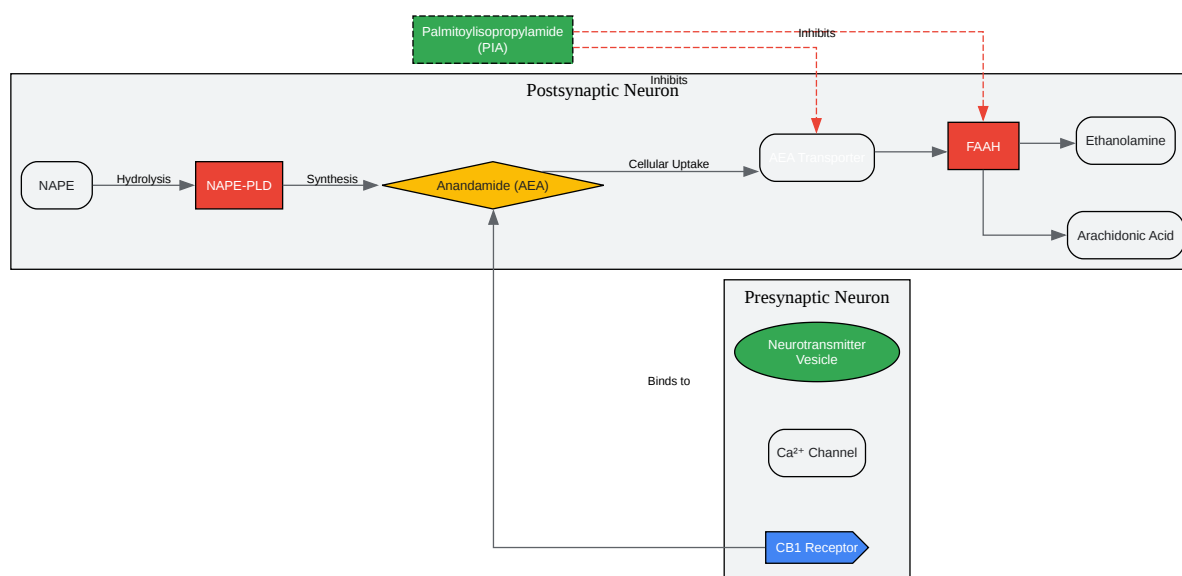 Palmitoylisopropylamide
(PIA)
Inhibits
Inhibits
Postsynaptic Neuron
NAPE
Hydrolysis
NAPE-PLD
Synthesis
Anandamide (AEA)
Cellular Uptake
AEA Transporter
FAAH
Ethanolamine
Arachidonic Acid
Presynaptic Neuron
Neurotransmitter
Vesicle
Binds to
Ca²⁺ Channel
CB1 Receptor